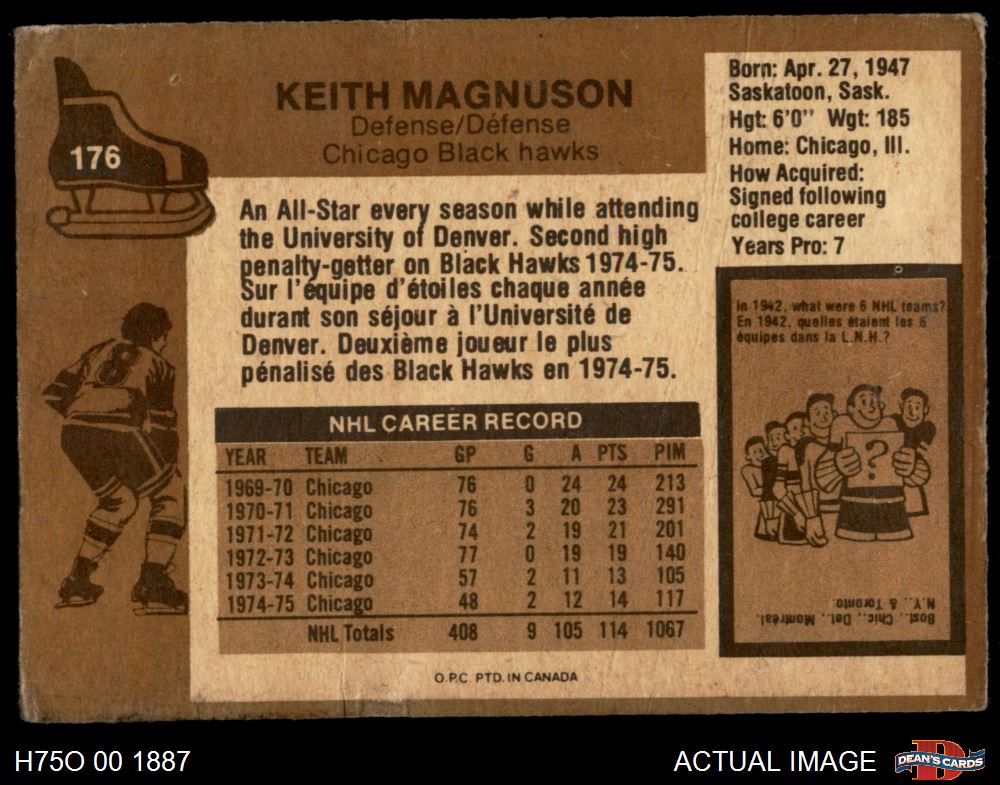 176
KEITH MAGNUSON
Defense/Défense
Chicago Black hawks
Born: Apr. 27, 1947
Saskatoon, Sask.
Hgt: 6'0" Wgt: 185
Home: Chicago, Ill.
How Acquired:
Signed following
college career
Years Pro: 7
An All-Star every season while attending
the University of Denver. Second high
penalty-getter on Black Hawks 1974-75.
Sur l'équipe d'étoiles chaque année
durant son séjour à l'Université de
Denver. Deuxième joueur le plus
pénalisé des Black Hawks en 1974-75.
8
In 1942, what were 6 NHL teams?
En 1942, quelles étaient les 6
équipes dans la L.N.H.?
?
Bost., Chic., Det., Montréal,
N.Y., & Toronto.
NHL CAREER RECORD
YEAR TEAM GP G A PTS PIM
1969-70 Chicago 76 0 24 24 213
1970-71 Chicago 76 3 20 23 291
1971-72 Chicago 74 2 19 21 201
1972-73 Chicago 77 0 19 19 140
1973-74 Chicago 57 2 11 13 105
1974-75 Chicago 48 2 12 14 117
NHL Totals 408 9 105 114 1067
O.P.C. PTD. IN CANADA
H75O 00 1887
ACTUAL IMAGE
DEAN'S CARDS